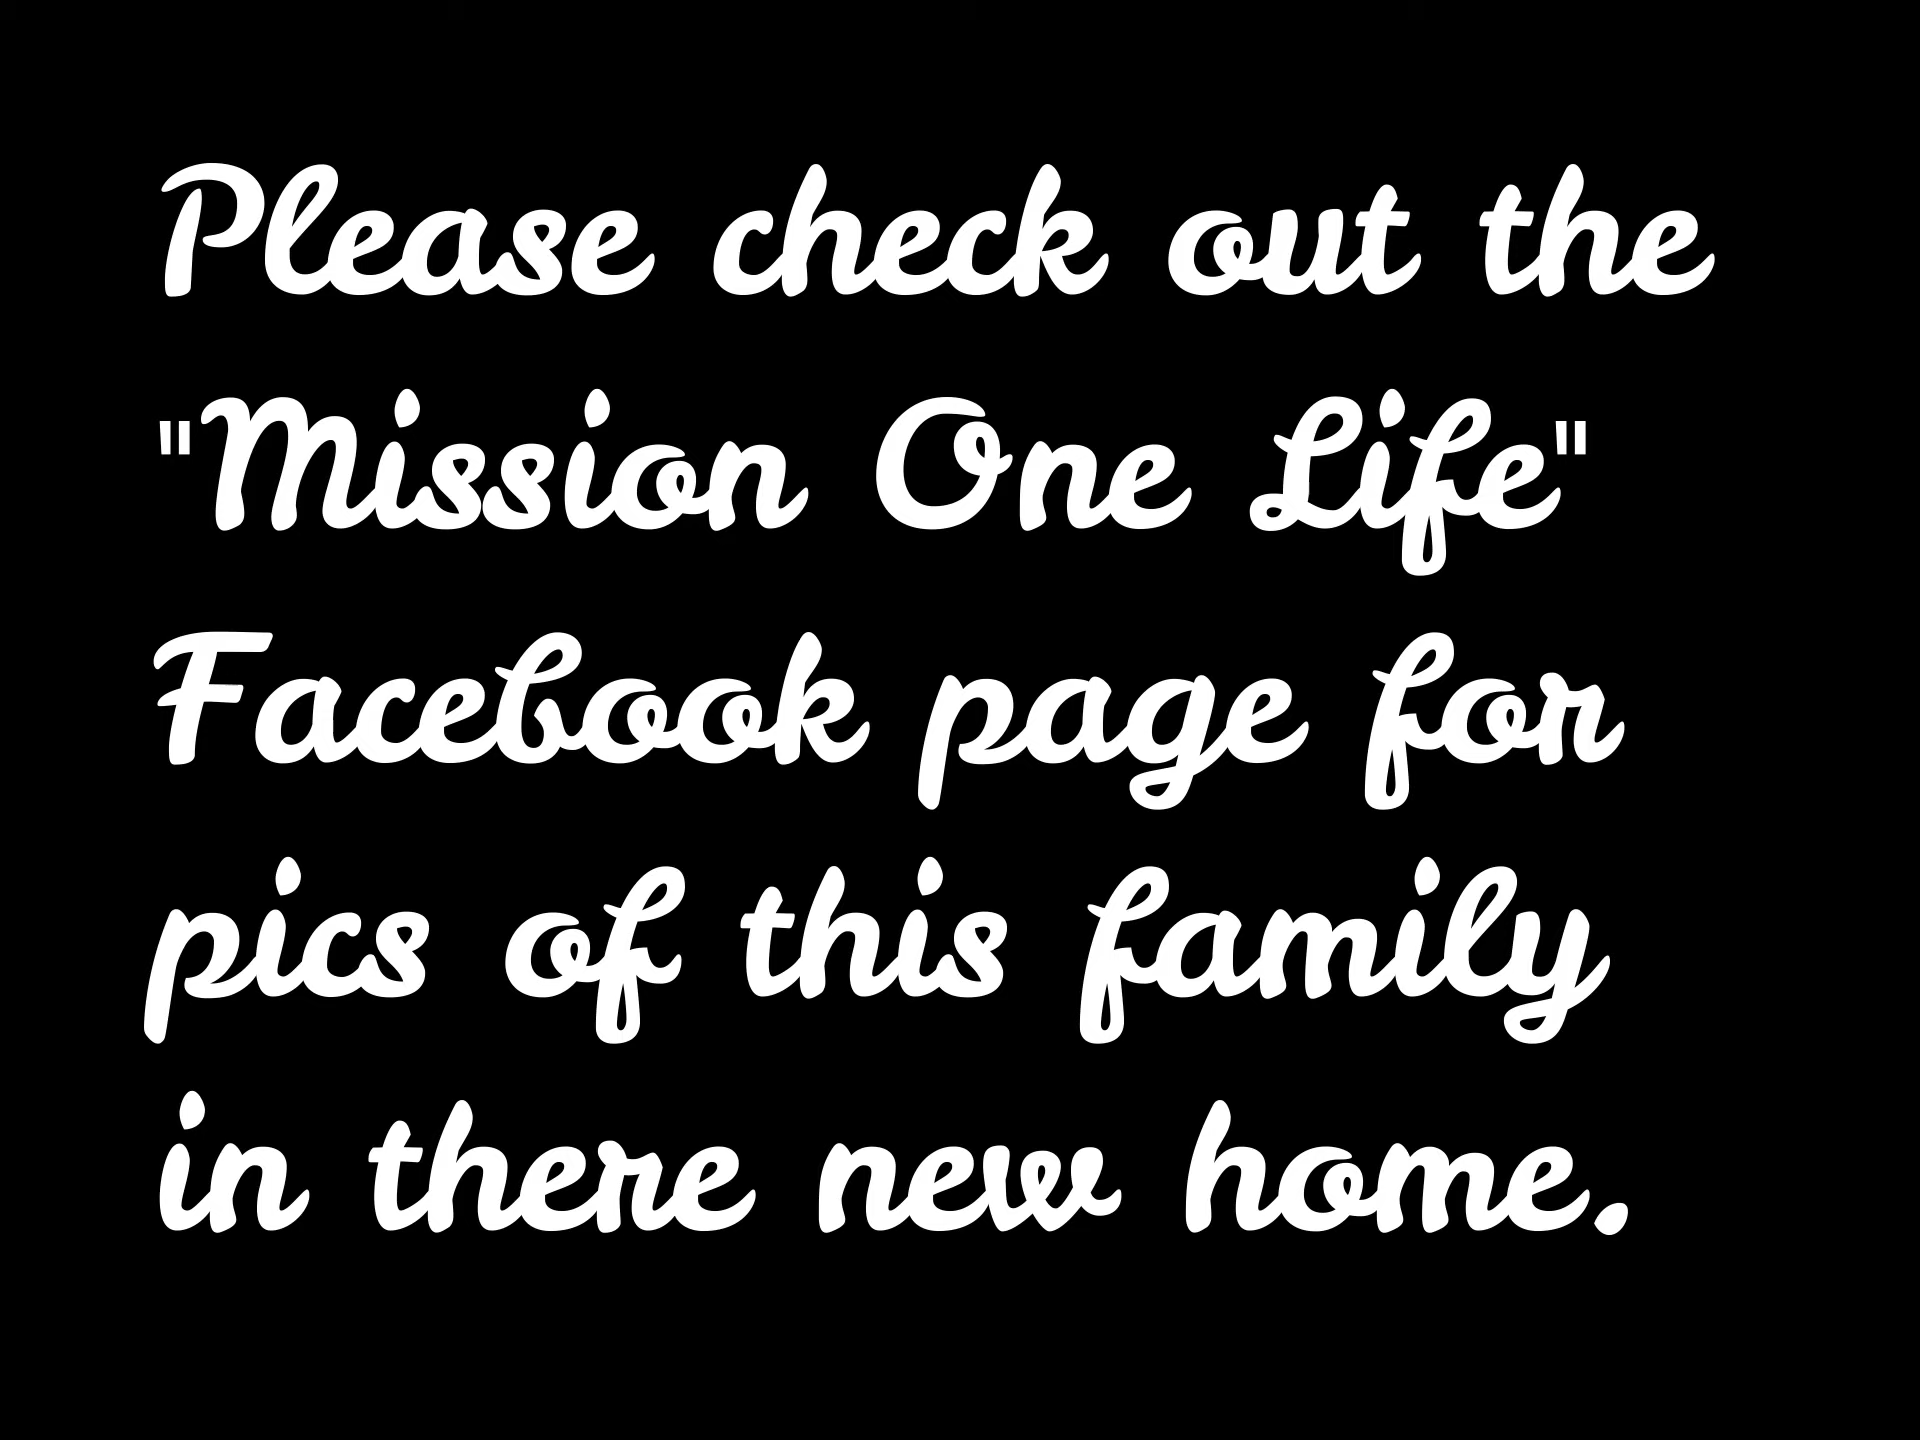 Please check out the
"Mission One Life"
Facebook page for
pics of this family
in there new home.